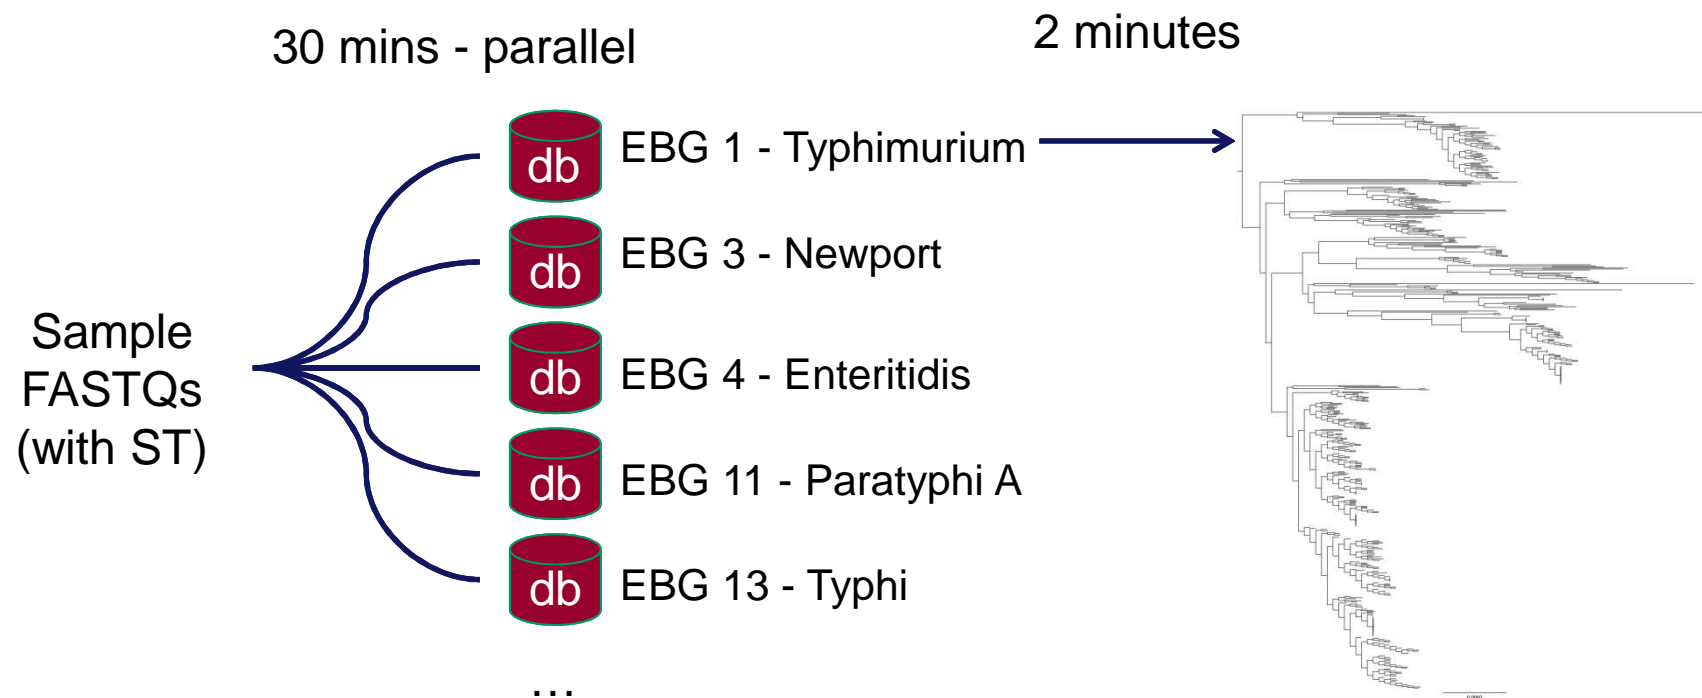 30 mins - parallel
2 minutes
Sample
FASTQs
(with ST)
db
EBG 1 - Typhimurium
db
EBG 3 - Newport
db
EBG 4 - Enteritidis
db
EBG 11 - Paratyphi A
db
EBG 13 - Typhi
...